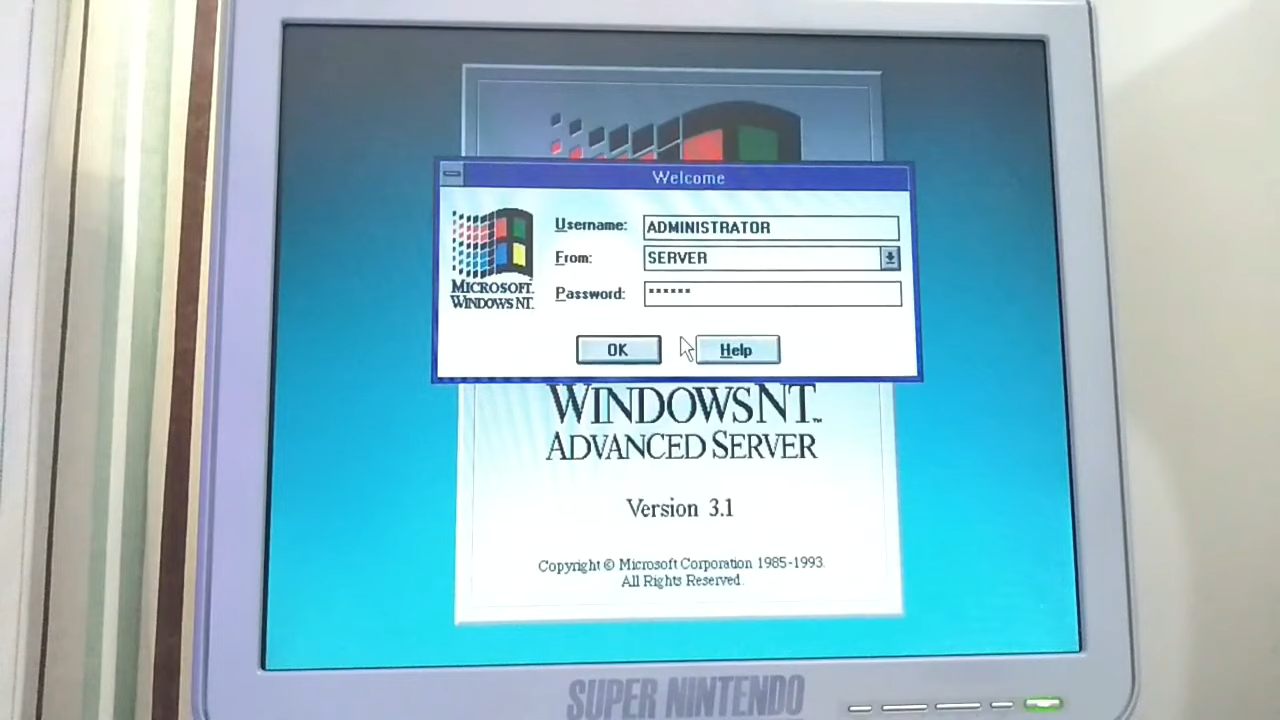 Welcome
Username: ADMINISTRATOR
From: SERVER
Password: ******
MICROSOFT.
WINDOWS NT.
OK Help
WINDOWS NT™
ADVANCED SERVER
Version 3.1
Copyright © Microsoft Corporation 1985-1993.
All Rights Reserved.
SUPER NINTENDO